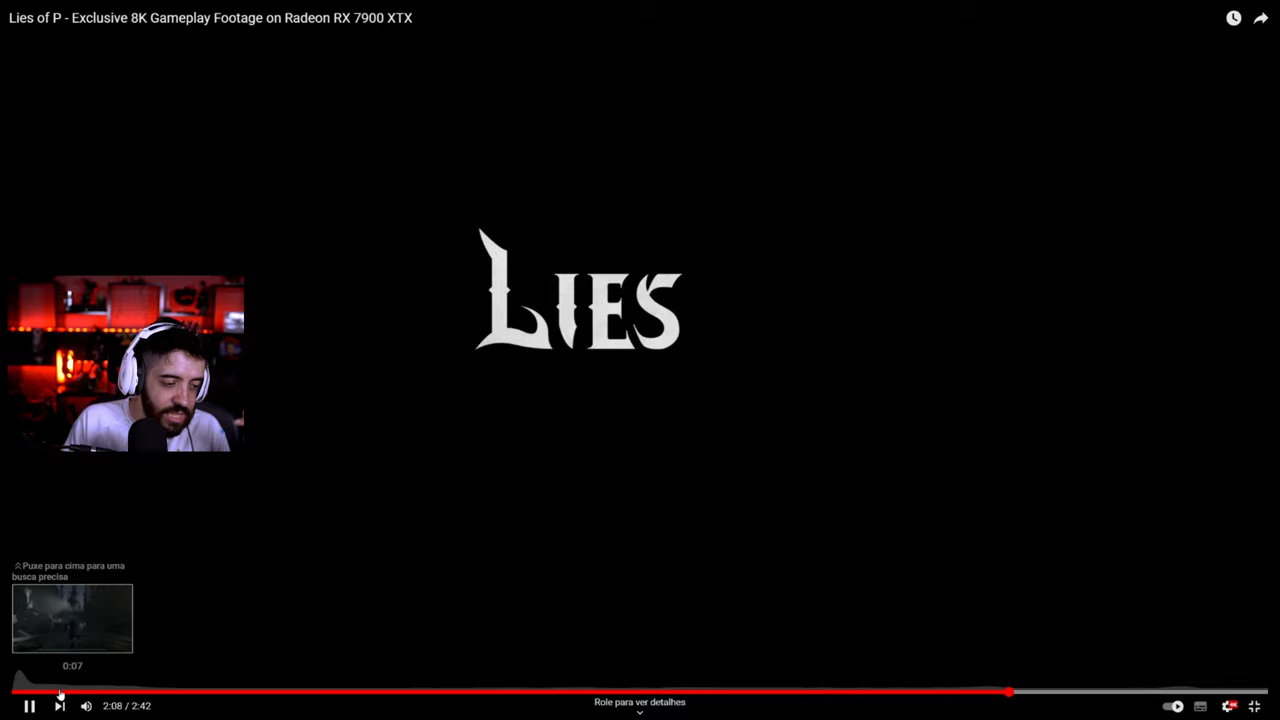 Lies of P - Exclusive 8K Gameplay Footage on Radeon RX 7900 XTX
LIES
Puxe para cima para uma
busca precisa
0:07
2:08 / 2:42
Role para ver detalhes